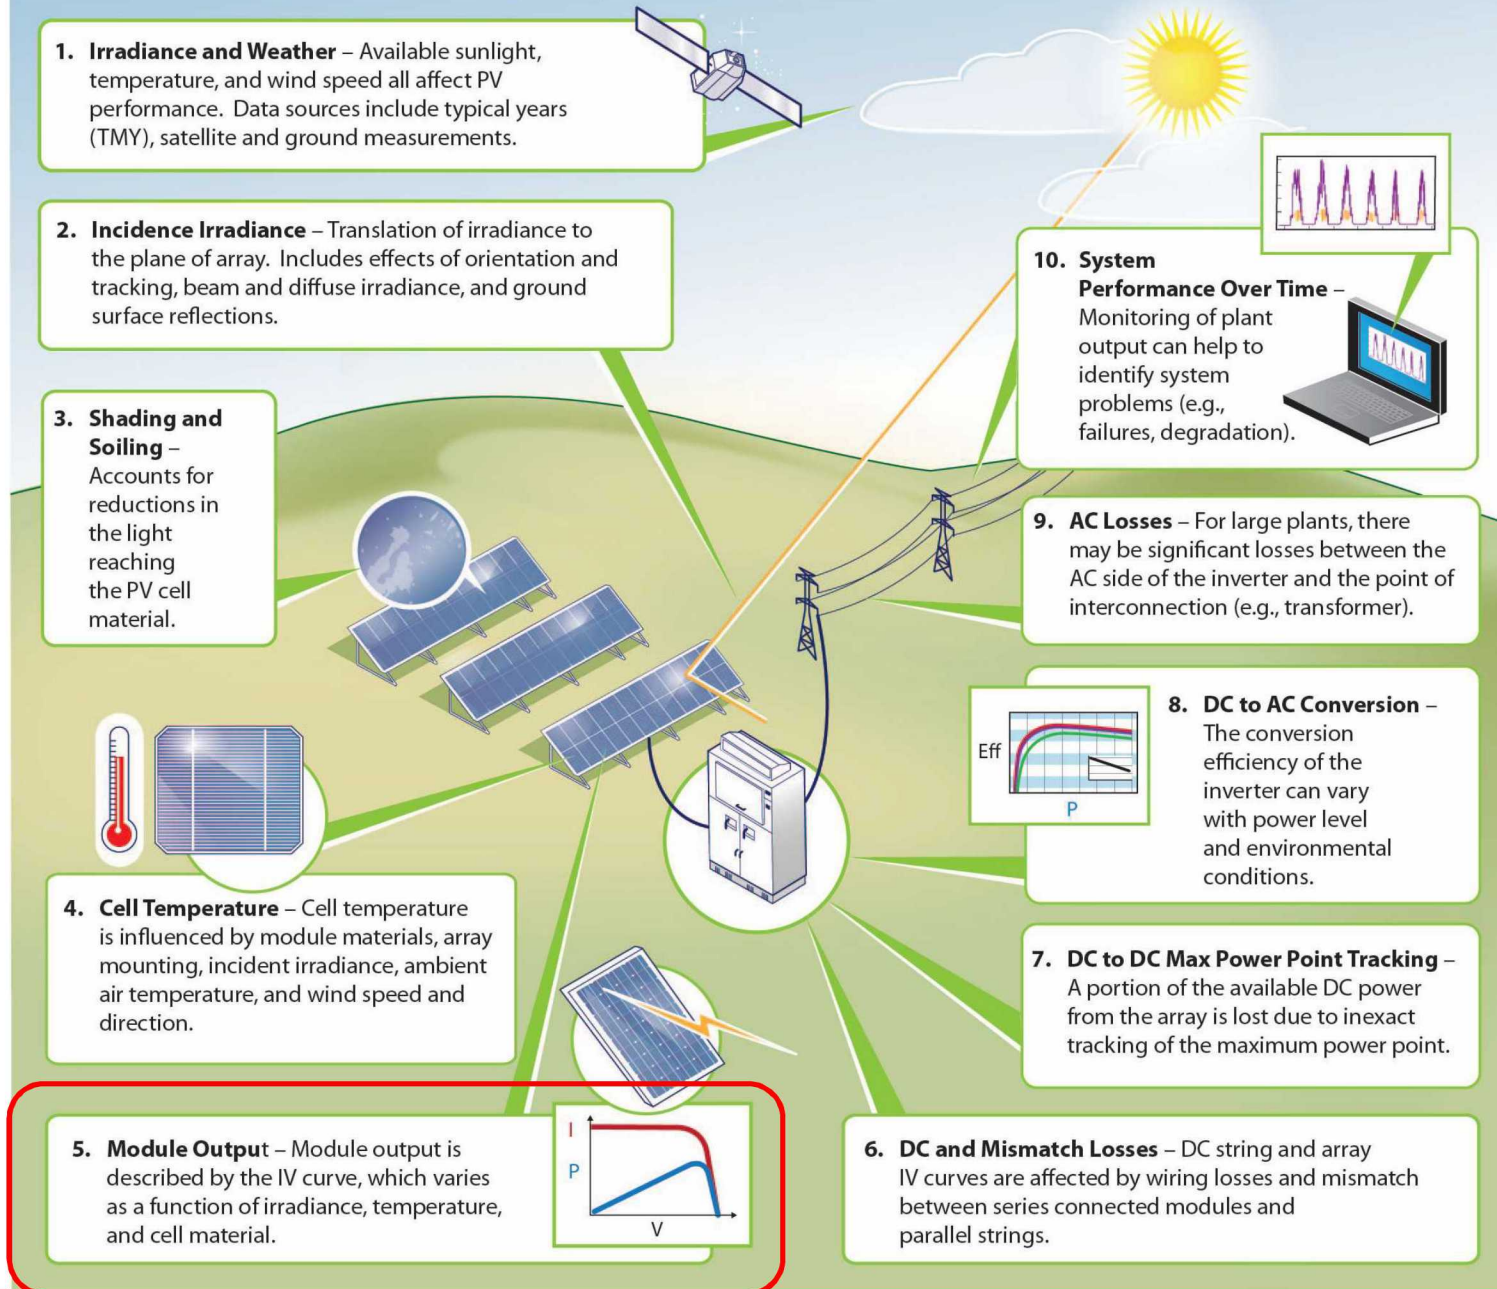 1. Irradiance and Weather – Available sunlight,
temperature, and wind speed all affect PV
performance. Data sources include typical years
(TMY), satellite and ground measurements.
2. Incidence Irradiance – Translation of irradiance to
the plane of array. Includes effects of orientation and
tracking, beam and diffuse irradiance, and ground
surface reflections.
3. Shading and
Soiling –
Accounts for
reductions in
the light
reaching
the PV cell
material.
4. Cell Temperature – Cell temperature
is influenced by module materials, array
mounting, incident irradiance, ambient
air temperature, and wind speed and
direction.
5. Module Output – Module output is
described by the IV curve, which varies
as a function of irradiance, temperature,
and cell material.
I
P
V
6. DC and Mismatch Losses – DC string and array
IV curves are affected by wiring losses and mismatch
between series connected modules and
parallel strings.
7. DC to DC Max Power Point Tracking –
A portion of the available DC power
from the array is lost due to inexact
tracking of the maximum power point.
8. DC to AC Conversion –
The conversion
efficiency of the
inverter can vary
with power level
and environmental
conditions.
Eff
P
9. AC Losses – For large plants, there
may be significant losses between the
AC side of the inverter and the point of
interconnection (e.g., transformer).
10. System
Performance Over Time –
Monitoring of plant
output can help to
identify system
problems (e.g.,
failures, degradation).